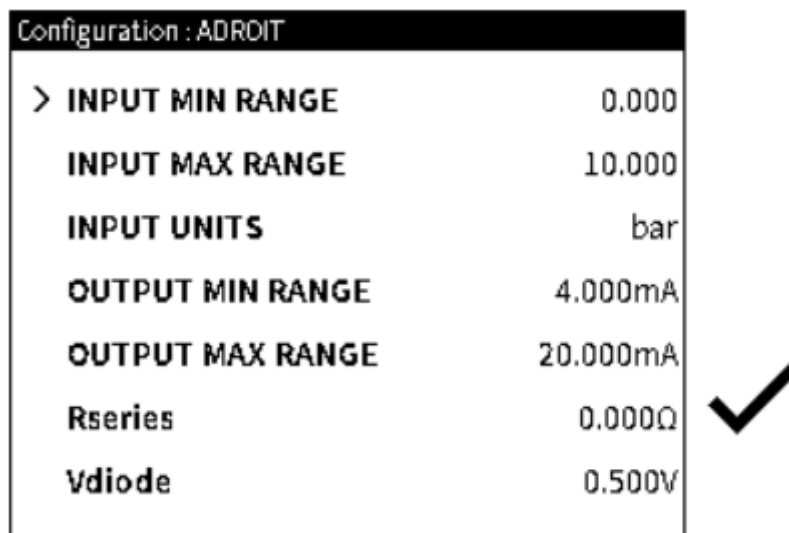 Configuration : ADROIT
> INPUT MIN RANGE 0.000
INPUT MAX RANGE 10.000
INPUT UNITS bar
OUTPUT MIN RANGE 4.000mA
OUTPUT MAX RANGE 20.000mA
Rseries 0.000Ω
Vdiode 0.500V